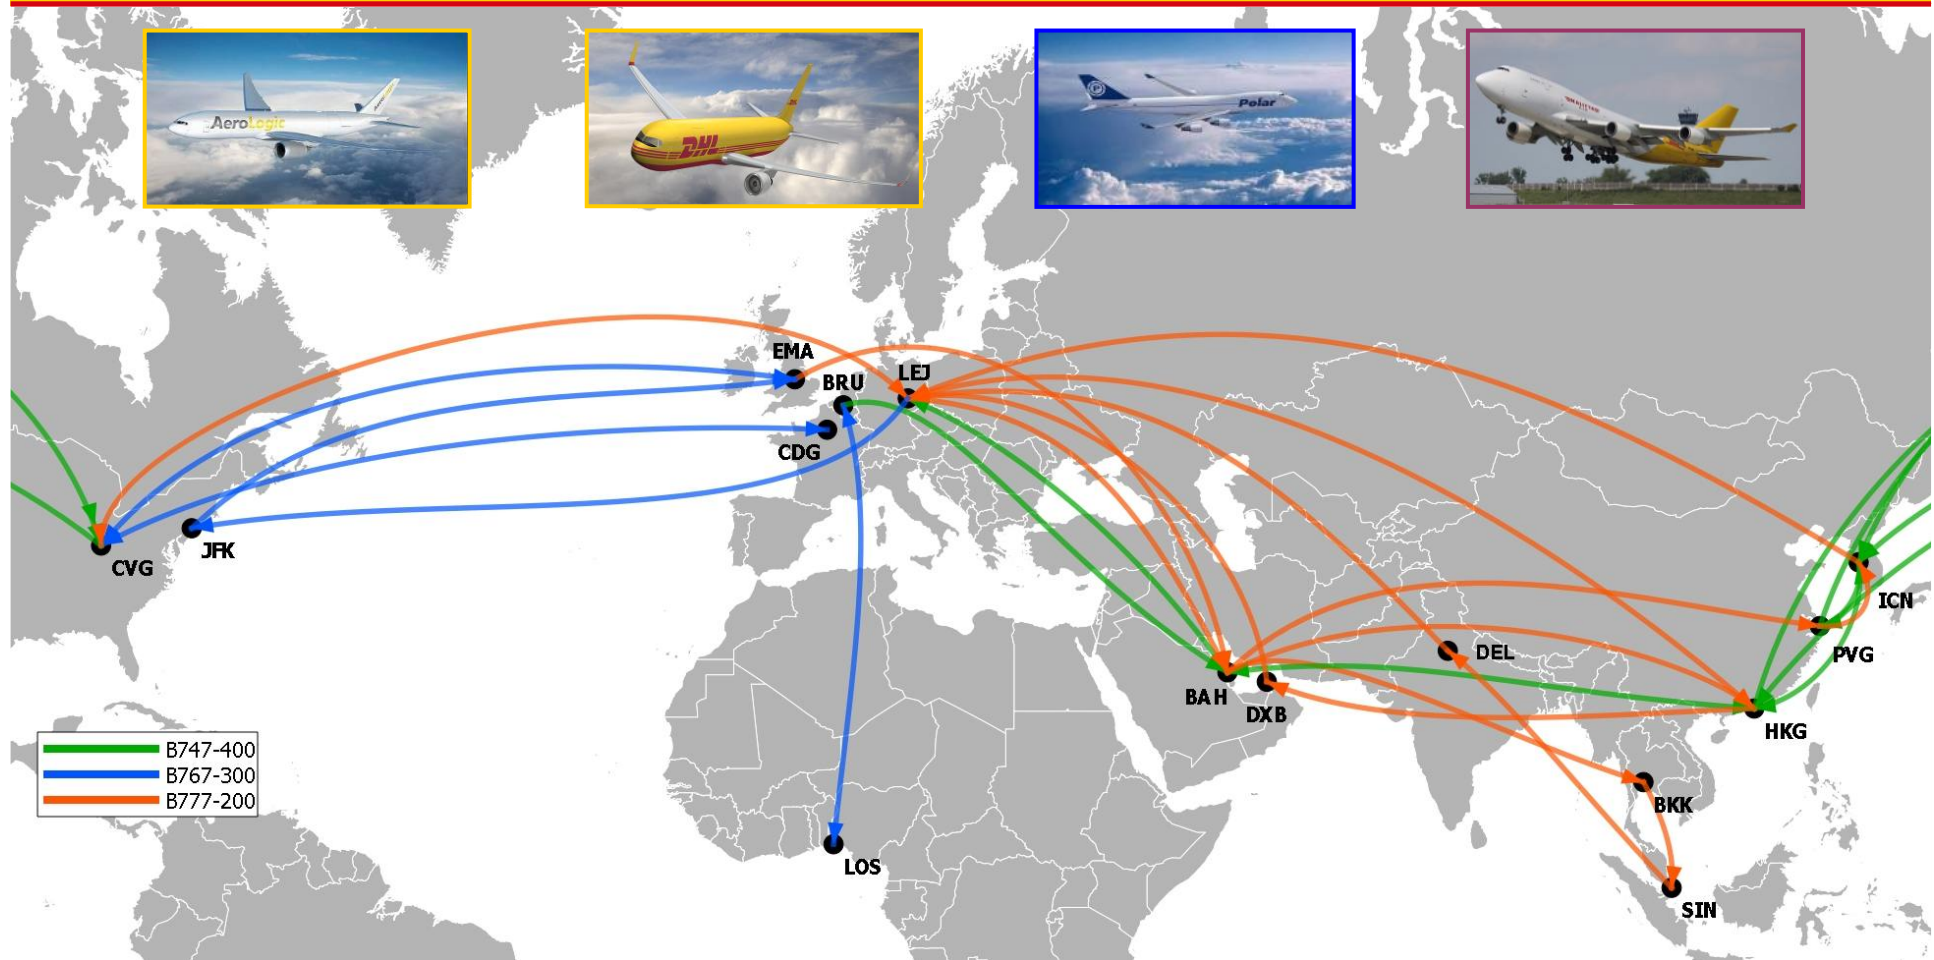 AeroLogic
DHL
Polar
EMA
BRU
LEJ
CDG
CVG
JFK
ICN
PVG
DEL
BAH
DXB
HKG
BKK
LOS
SIN
B747-400
B767-300
B777-200